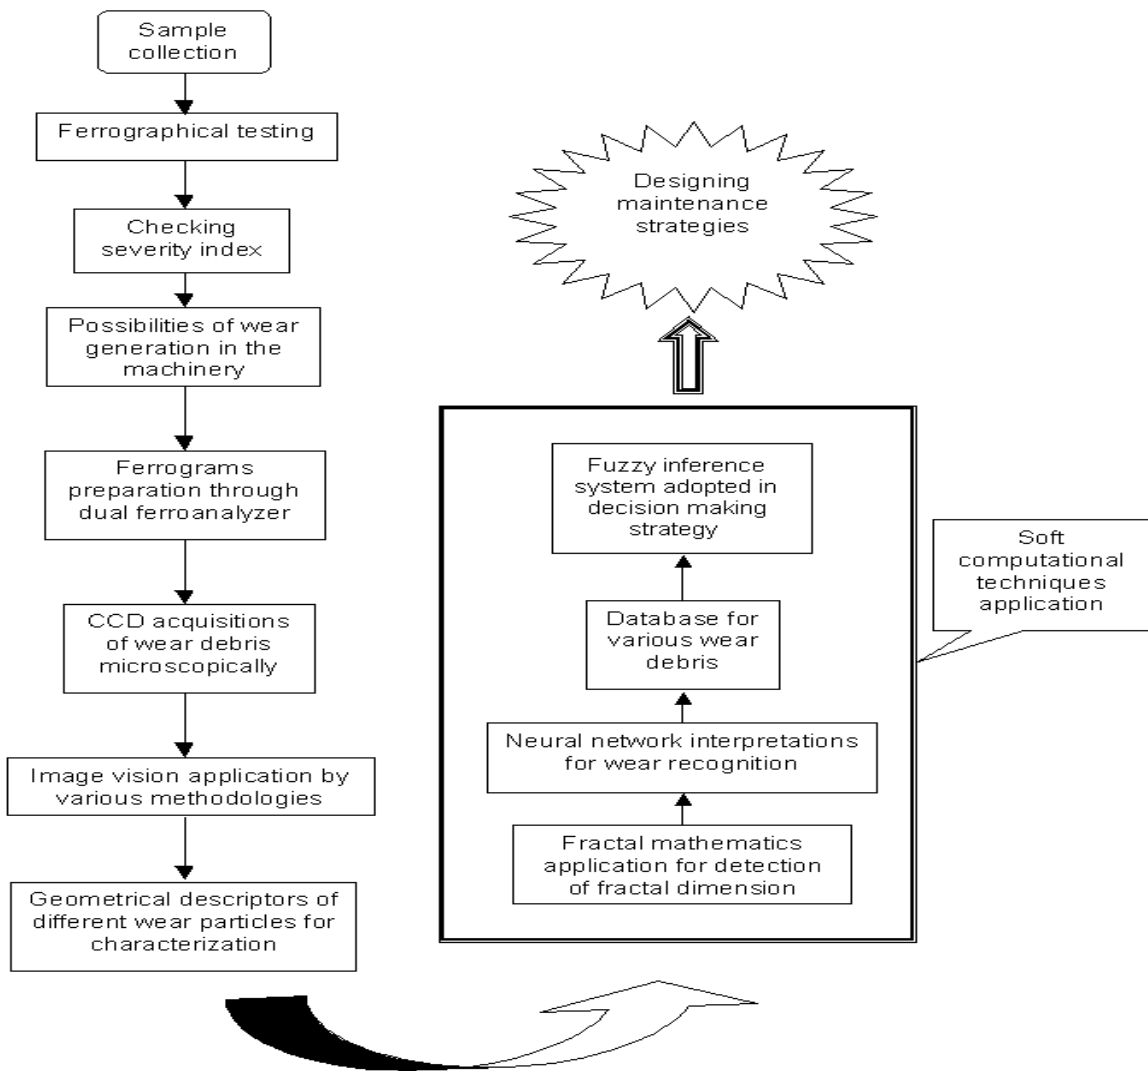 Sample
collection
Ferrographical testing
Checking
severity index
Possibilities of wear
generation in the
machinery
Ferrograms
preparation through
dual ferroanalyzer
CCD acquisitions
of wear debris
microscopically
Image vision application by
various methodologies
Geometrical descriptors of
different wear particles for
characterization
Designing
maintenance
strategies
Fuzzy inference
system adopted in
decision making
strategy
Database for
various wear
debris
Neural network interpretations
for wear recognition
Fractal mathematics
application for detection
of fractal dimension
Soft
computational
techniques
application